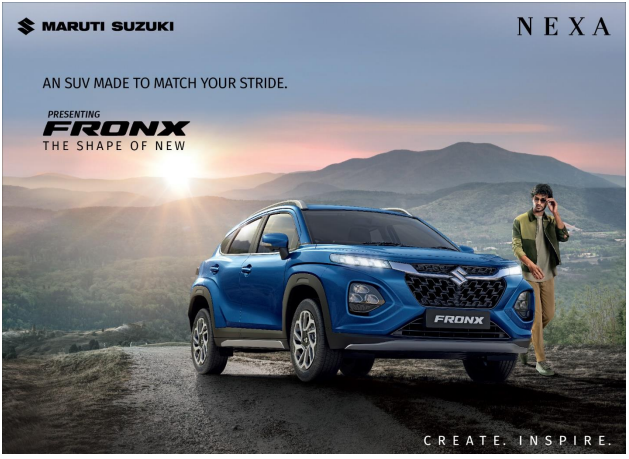 MARUTI SUZUKI
NEXA
AN SUV MADE TO MATCH YOUR STRIDE.
PRESENTING
FRONX
THE SHAPE OF NEW
FRONX
CREATE. INSPIRE.